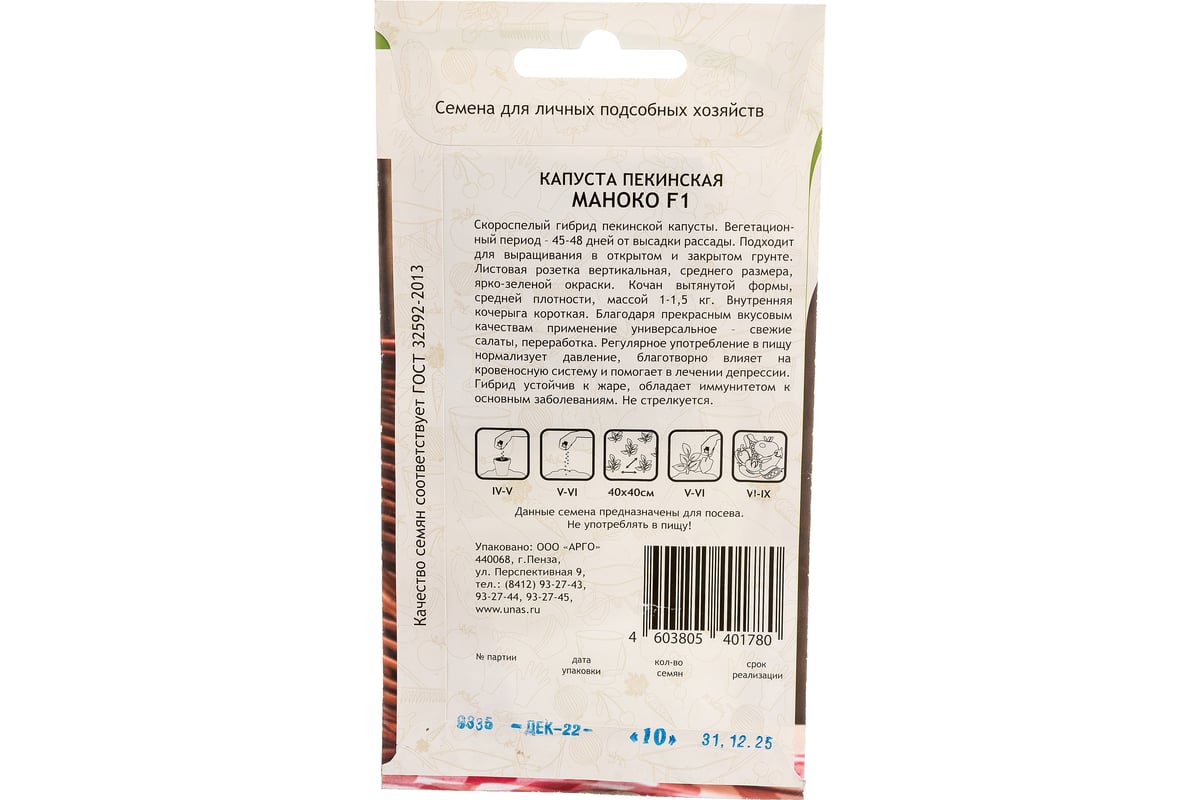 Семена для личных подсобных хозяйств
КАПУСТА ПЕКИНСКАЯ
МАНОКО F1
Скороспелый гибрид пекинской капусты. Вегетацион-
ный период - 45-48 дней от высадки рассады. Подходит
для выращивания в открытом и закрытом грунте.
Листовая розетка вертикальная, среднего размера,
ярко-зеленой окраски. Кочан вытянутой формы,
средней плотности, массой 1-1,5 кг. Внутренняя
кочерыга короткая. Благодаря прекрасным вкусовым
качествам применение универсальное - свежие
салаты, переработка. Регулярное употребление в пищу
нормализует давление, благотворно влияет на
кровеносную систему и помогает в лечении депрессии.
Гибрид устойчив к жаре, обладает иммунитетом к
основным заболеваниям. Не стрелкуется.
IV-V V-VI 40х40см V-VI VI-IX
Данные семена предназначены для посева.
Не употреблять в пищу!
Упаковано: ООО «АРГО»
440068, г.Пенза,
ул. Перспективная 9,
тел.: (8412) 93-27-43,
93-27-44, 93-27-45,
www.unas.ru
4 603805 401780
№ партии
дата
упаковки
кол-во
семян
срок
реализации
-ДЕК-22-
«10»
31.12.25
Качество семян соответствует ГОСТ 32592-2013